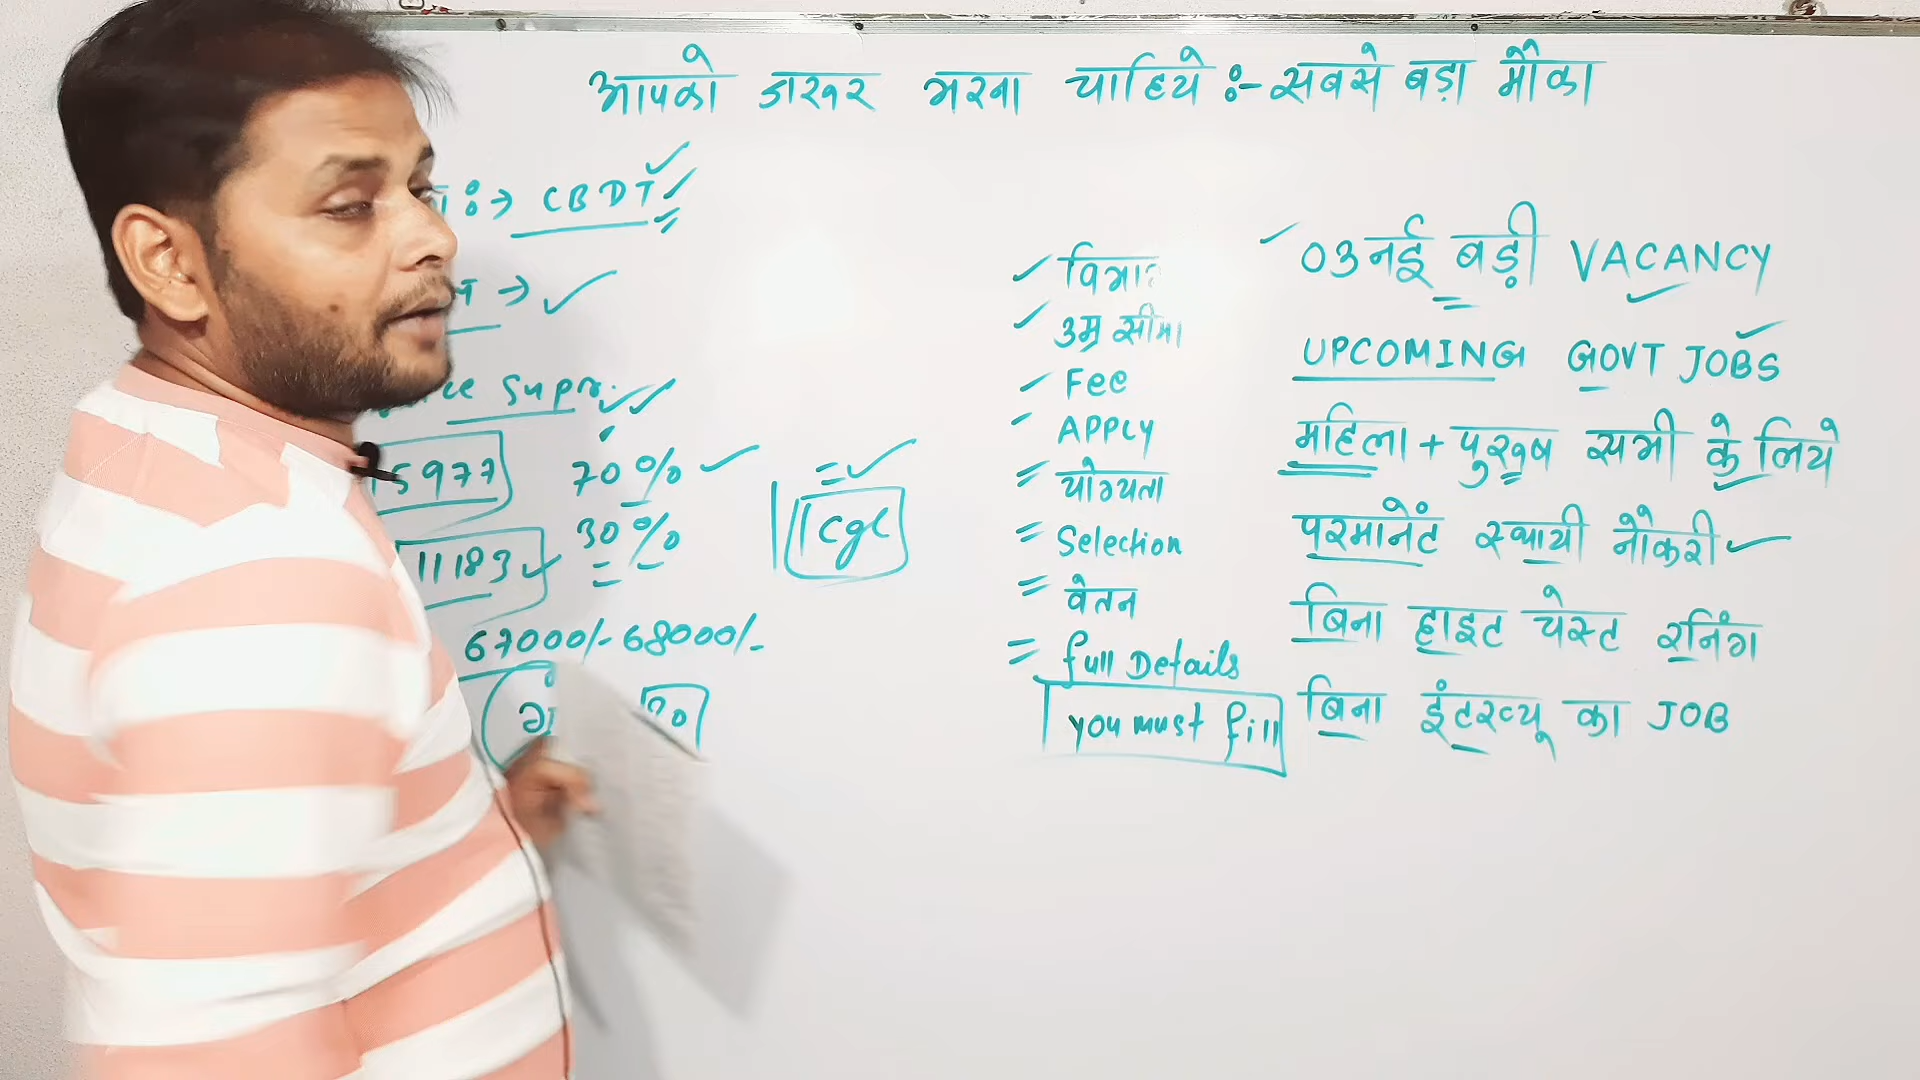 आपको जरुर भरना चाहिये :- सबसे बड़ा मौका
:→ CBDT
→
Supr.
5977 70%
11183 30%
cgl
67000/- 68000/-
उम्र सीमा
Fee
APPLY
योग्यता
Selection
वेतन
full Details
you must fill
03 नई बड़ी VACANCY
UPCOMING GOVT JOBS
महिला + पुरुष सभी के लिये
परमानेंट स्थायी नौकरी
बिना हाइट चेस्ट रनिंग
बिना इंटरव्यू का JOB